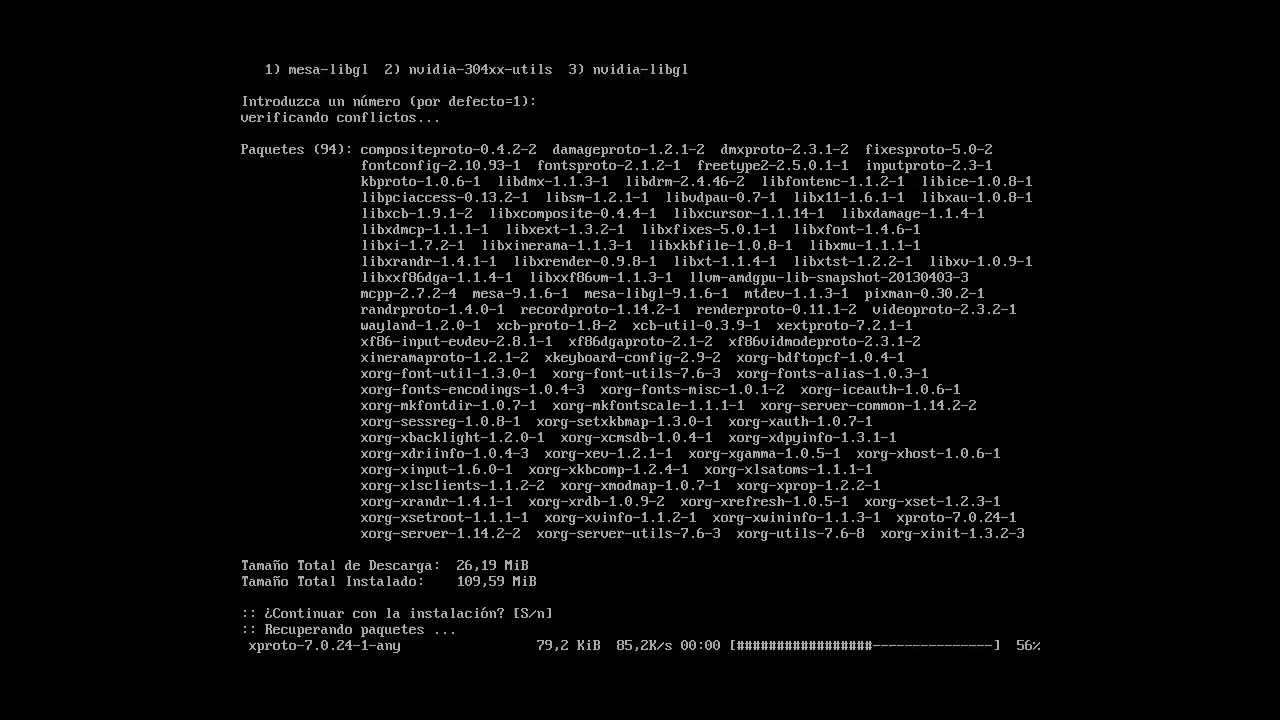 1) mesa-libgl  2) nvidia-304xx-utils  3) nvidia-libgl
Introduzca un número (por defecto=1):
verificando conflictos...
Paquetes (94): compositeproto-0.4.2-2  damageproto-1.2.1-2  dmxproto-2.3.1-2  fixesproto-5.0-2
fontconfig-2.10.93-1  fontsproto-2.1.2-1  freetype2-2.5.0.1-1  inputproto-2.3-1
kbproto-1.0.6-1  libdmx-1.1.3-1  libdrm-2.4.46-2  libfontenc-1.1.2-1  libice-1.0.8-1
libpciaccess-0.13.2-1  libsm-1.2.1-1  libvdpau-0.7-1  libx11-1.6.1-1  libxau-1.0.8-1
libxcb-1.9.1-2  libxcomposite-0.4.4-1  libxcursor-1.1.14-1  libxdamage-1.1.4-1
libxdmcp-1.1.1-1  libxext-1.3.2-1  libxfixes-5.0.1-1  libxfont-1.4.6-1
libxi-1.7.2-1  libxinerama-1.1.3-1  libxkbfile-1.0.8-1  libxmu-1.1.1-1
libxrandr-1.4.1-1  libxrender-0.9.8-1  libxt-1.1.4-1  libxtst-1.2.2-1  libxv-1.0.9-1
libxxf86dga-1.1.4-1  libxxf86vm-1.1.3-1  llvm-amdgpu-lib-snapshot-20130403-3
mcpp-2.7.2-4  mesa-9.1.6-1  mesa-libgl-9.1.6-1  mtdev-1.1.3-1  pixman-0.30.2-1
randrproto-1.4.0-1  recordproto-1.14.2-1  renderproto-0.11.1-2  videoproto-2.3.2-1
wayland-1.2.0-1  xcb-proto-1.8-2  xcb-util-0.3.9-1  xextproto-7.2.1-1
xf86-input-evdev-2.8.1-1  xf86dgaproto-2.1-2  xf86vidmodeproto-2.3.1-2
xineramaproto-1.2.1-2  xkeyboard-config-2.9-2  xorg-bdftopcf-1.0.4-1
xorg-font-util-1.3.0-1  xorg-font-utils-7.6-3  xorg-fonts-alias-1.0.3-1
xorg-fonts-encodings-1.0.4-3  xorg-fonts-misc-1.0.1-2  xorg-iceauth-1.0.6-1
xorg-mkfontdir-1.0.7-1  xorg-mkfontscale-1.1.1-1  xorg-server-common-1.14.2-2
xorg-sessreg-1.0.8-1  xorg-setxkbmap-1.3.0-1  xorg-xauth-1.0.7-1
xorg-xbacklight-1.2.0-1  xorg-xcmsdb-1.0.4-1  xorg-xdpyinfo-1.3.1-1
xorg-xdriinfo-1.0.4-3  xorg-xev-1.2.1-1  xorg-xgamma-1.0.5-1  xorg-xhost-1.0.6-1
xorg-xinput-1.6.0-1  xorg-xkbcomp-1.2.4-1  xorg-xlsatoms-1.1.1-1
xorg-xlsclients-1.1.2-2  xorg-xmodmap-1.0.7-1  xorg-xprop-1.2.2-1
xorg-xrandr-1.4.1-1  xorg-xrdb-1.0.9-2  xorg-xrefresh-1.0.5-1  xorg-xset-1.2.3-1
xorg-xsetroot-1.1.1-1  xorg-xvinfo-1.1.2-1  xorg-xwininfo-1.1.3-1  xproto-7.0.24-1
xorg-server-1.14.2-2  xorg-server-utils-7.6-3  xorg-utils-7.6-8  xorg-xinit-1.3.2-3
Tamaño Total de Descarga:  26,19 MiB
Tamaño Total Instalado:    109,59 MiB
:: ¿Continuar con la instalación? [S/n]
:: Recuperando paquetes ...
xproto-7.0.24-1-any  79,2 KiB  85,2K/s 00:00 [#################---------------]  56%